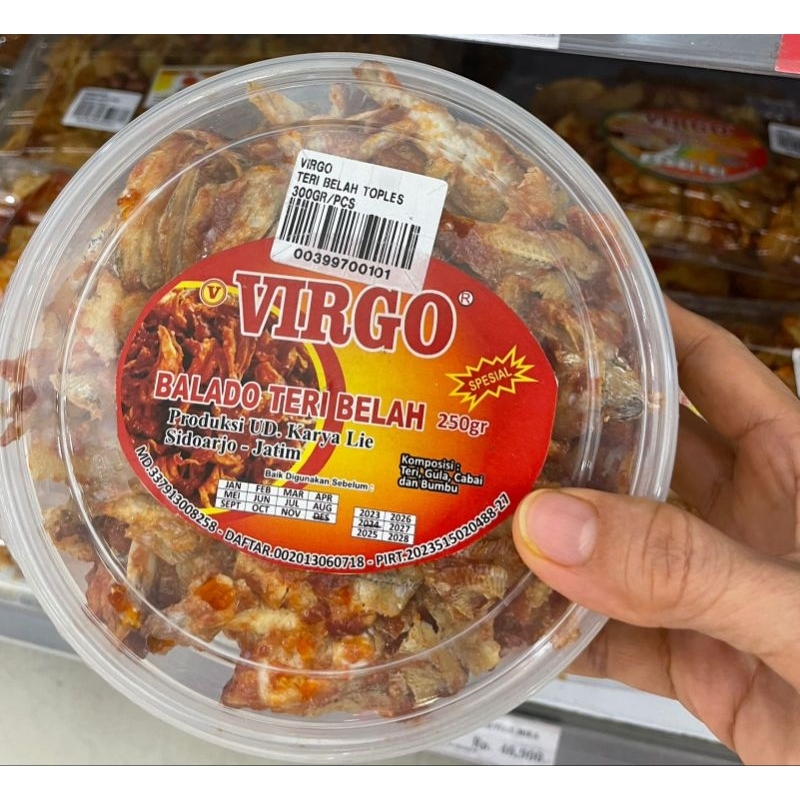 VIRGO
TERI BELAH TOPLES
300GR/PCS
00399700101
V VIRGO ®
SPESIAL
BALADO TERI BELAH 250gr
Produksi UD. Karya Lie
Sidoarjo - Jatim
Komposisi :
Teri, Gula, Cabai
dan Bumbu
Baik Digunakan Sebelum :
JAN FEB MAR APR
MEI JUN JUL AUG
SEPT OCT NOV DES
2023 2026
2024 2027
2025 2028
MD.337913008258 - DAFTAR.002013060718 - PIRT.2023515020488-27
VIRGO